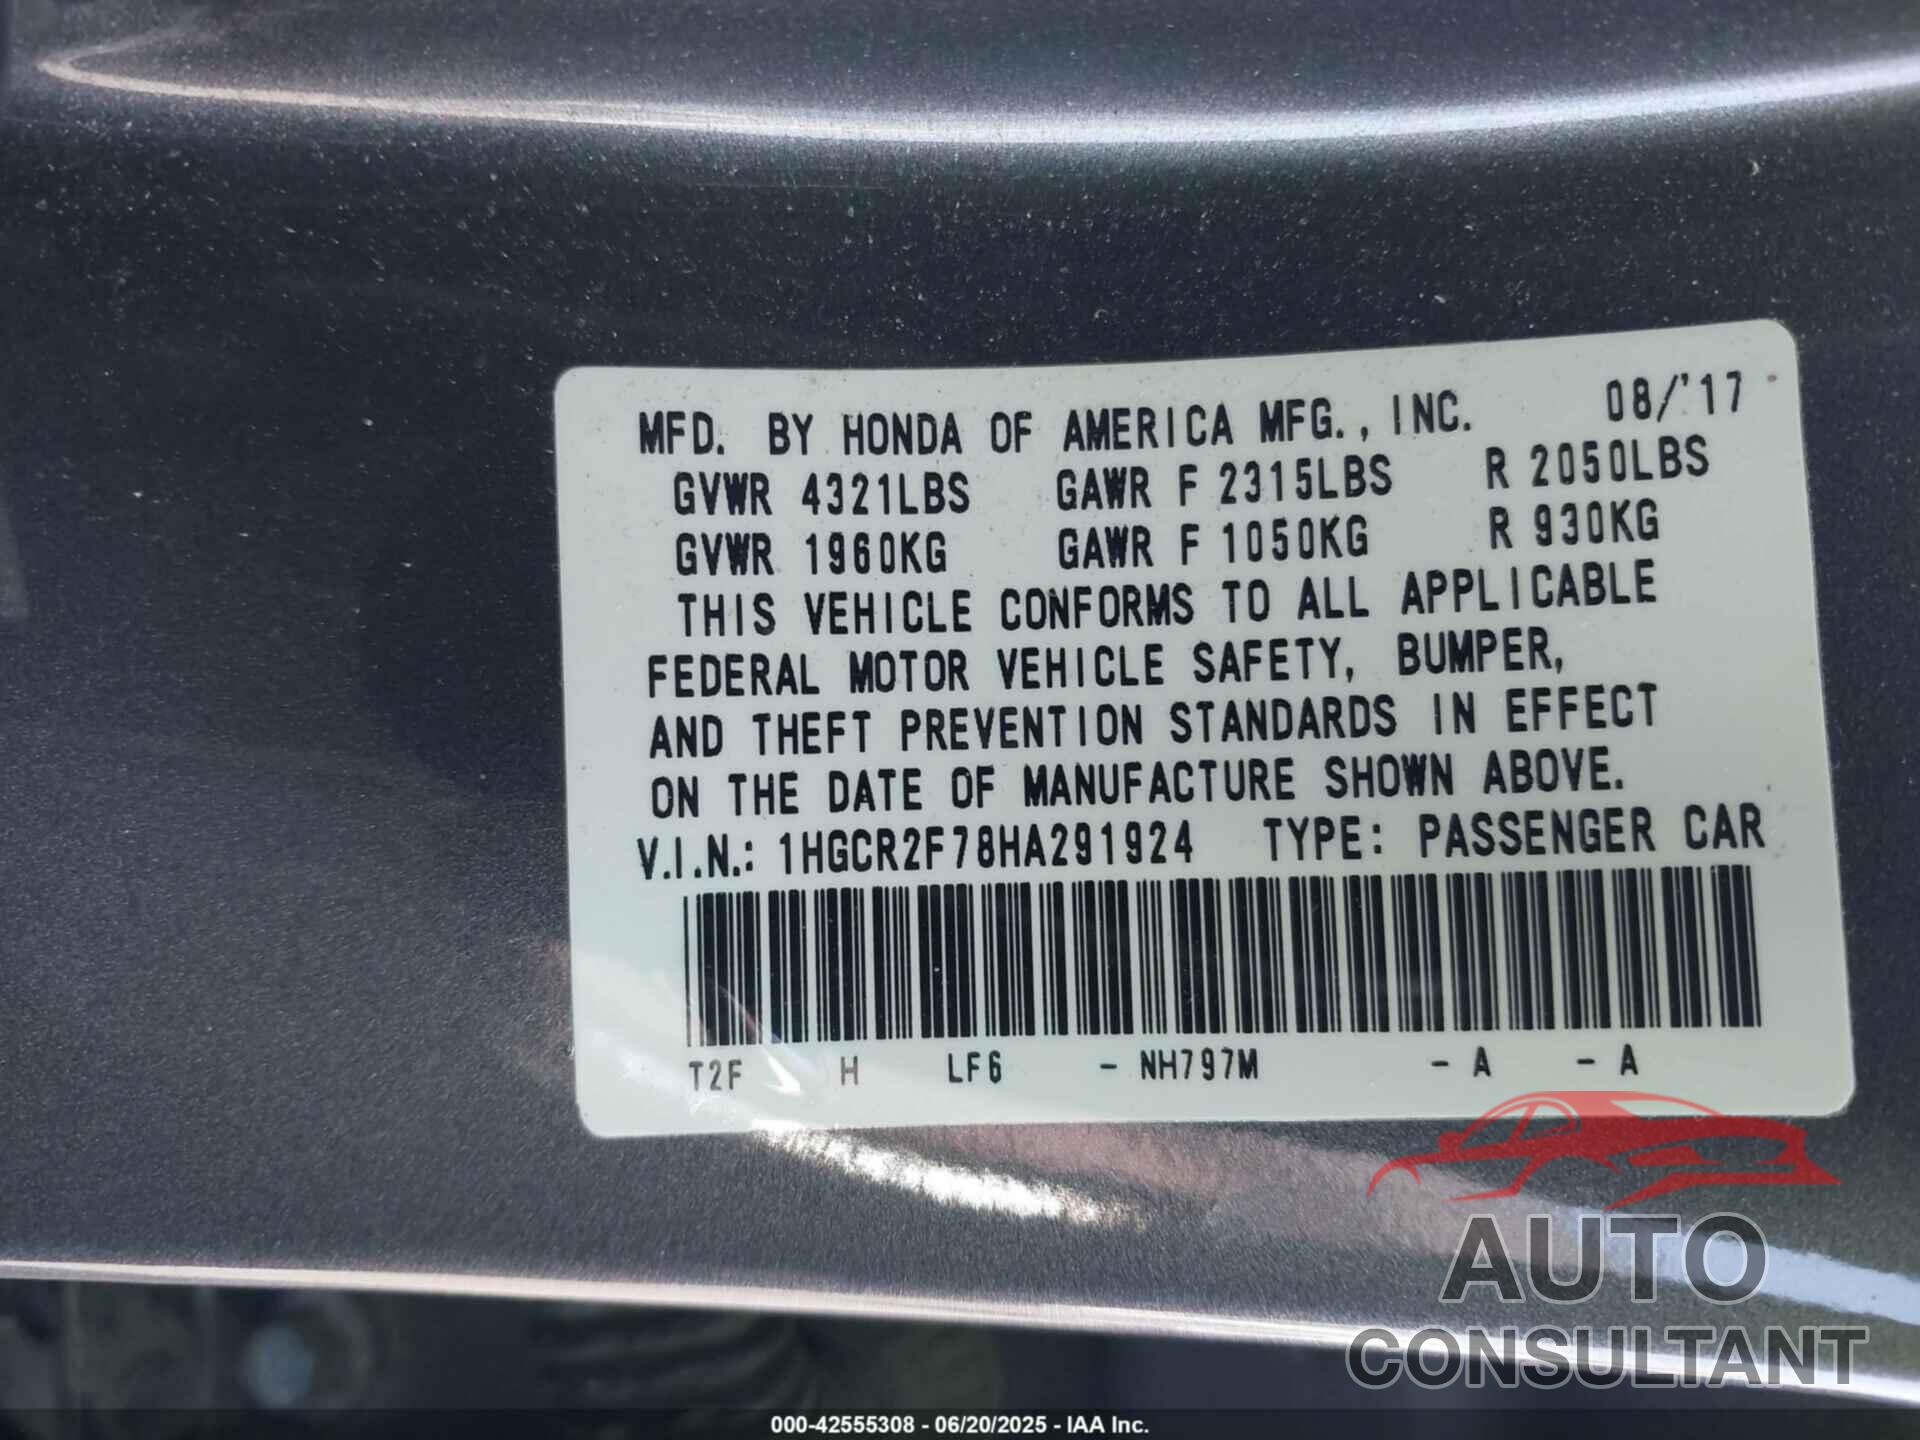 MFD. BY HONDA OF AMERICA MFG., INC. 08/'17
GVWR 4321LBS GAWR F 2315LBS R 2050LBS
GVWR 1960KG GAWR F 1050KG R 930KG
THIS VEHICLE CONFORMS TO ALL APPLICABLE
FEDERAL MOTOR VEHICLE SAFETY, BUMPER,
AND THEFT PREVENTION STANDARDS IN EFFECT
ON THE DATE OF MANUFACTURE SHOWN ABOVE.
V.I.N.: 1HGCR2F78HA291924 TYPE: PASSENGER CAR
T2F H LF6 - NH797M - A - A
AUTO
CONSULTANT
000-42555308 - 06/20/2025 - IAA Inc.